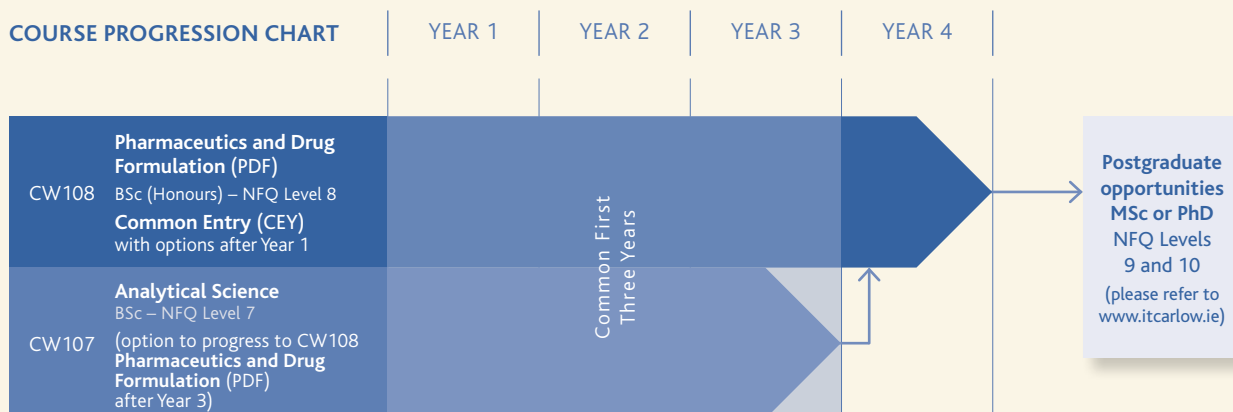 COURSE PROGRESSION CHART
YEAR 1
YEAR 2
YEAR 3
YEAR 4
CW108
Pharmaceutics and Drug
Formulation (PDF)
BSc (Honours) – NFQ Level 8
Common Entry (CEY)
with options after Year 1
CW107
Analytical Science
BSc – NFQ Level 7
(option to progress to CW108
Pharmaceutics and Drug
Formulation (PDF)
after Year 3)
Common First
Three Years
Postgraduate
opportunities
MSc or PhD
NFQ Levels
9 and 10
(please refer to
www.itcarlow.ie)